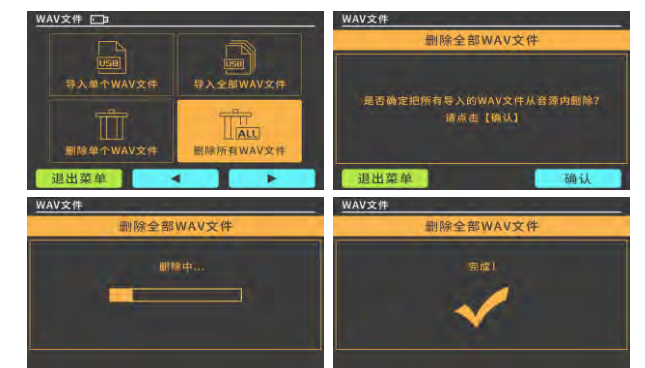 WAV文件
USB
导入单个WAV文件
USB
导入全部WAV文件
删除单个WAV文件
ALL
删除所有WAV文件
退出菜单
WAV文件
删除全部WAV文件
是否确定把所有导入的WAV文件从音源内删除?
请点击【确认】
退出菜单
确认
WAV文件
删除全部WAV文件
删除中...
WAV文件
删除全部WAV文件
完成!